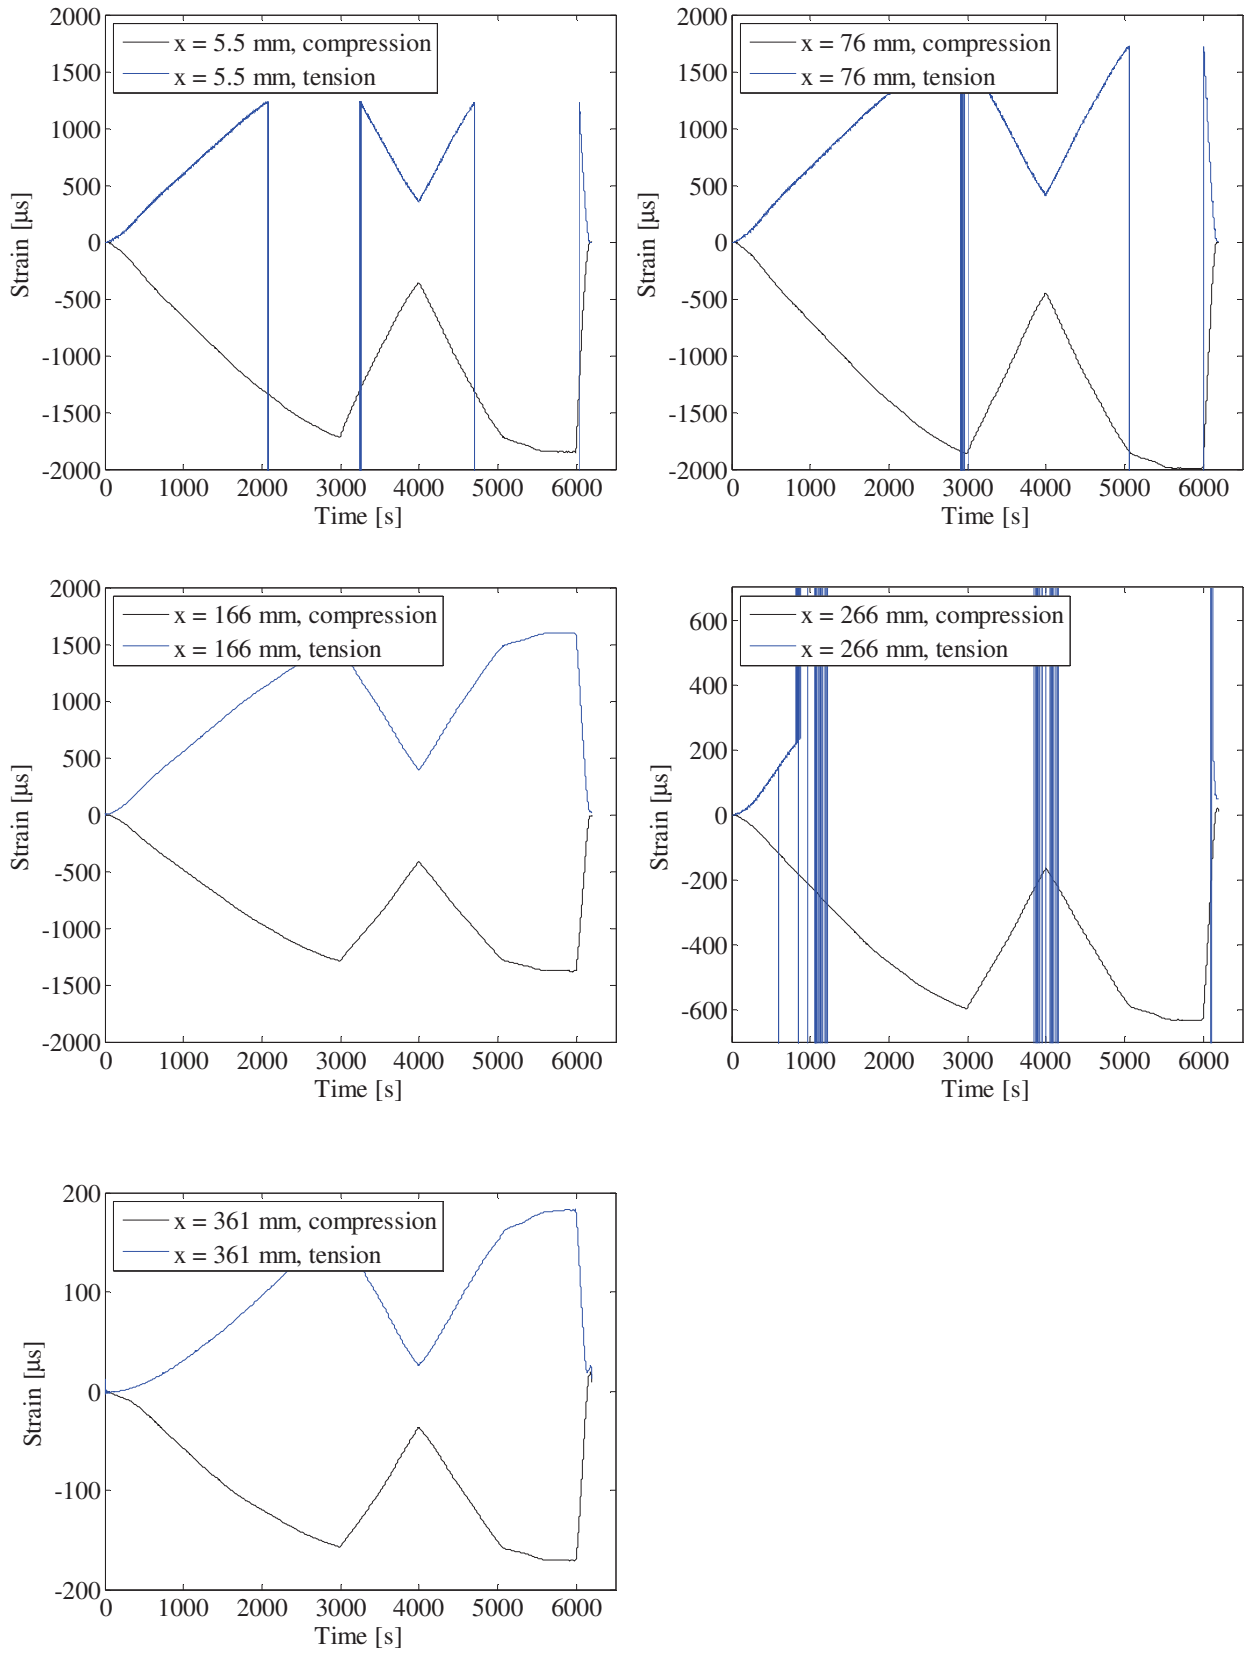 x = 5.5 mm, compression
x = 5.5 mm, tension
2000
1500
1000
500
0
-500
-1000
-1500
-2000
Strain [μs]
0 1000 2000 3000 4000 5000 6000
Time [s]
x = 76 mm, compression
x = 76 mm, tension
2000
1500
1000
500
0
-500
-1000
-1500
-2000
Strain [μs]
0 1000 2000 3000 4000 5000 6000
Time [s]
x = 166 mm, compression
x = 166 mm, tension
2000
1500
1000
500
0
-500
-1000
-1500
-2000
Strain [μs]
0 1000 2000 3000 4000 5000 6000
Time [s]
x = 266 mm, compression
x = 266 mm, tension
600
400
200
0
-200
-400
-600
Strain [μs]
0 1000 2000 3000 4000 5000 6000
Time [s]
x = 361 mm, compression
x = 361 mm, tension
200
100
0
-100
-200
Strain [μs]
0 1000 2000 3000 4000 5000 6000
Time [s]